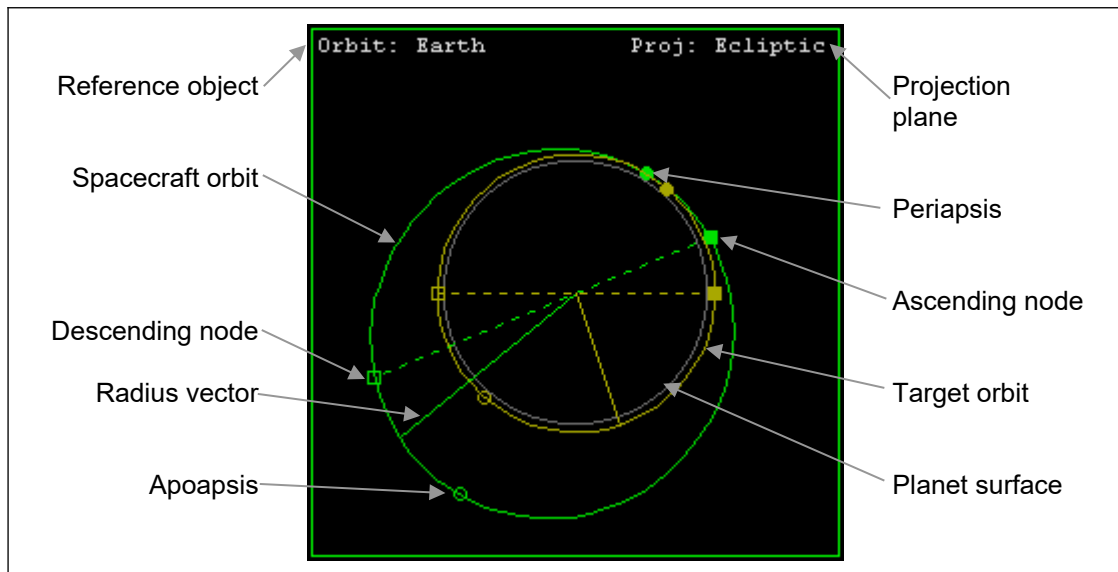 Orbit: Earth
Proj: Ecliptic
Reference object
Projection
plane
Spacecraft orbit
Periapsis
Ascending node
Descending node
Radius vector
Target orbit
Apoapsis
Planet surface